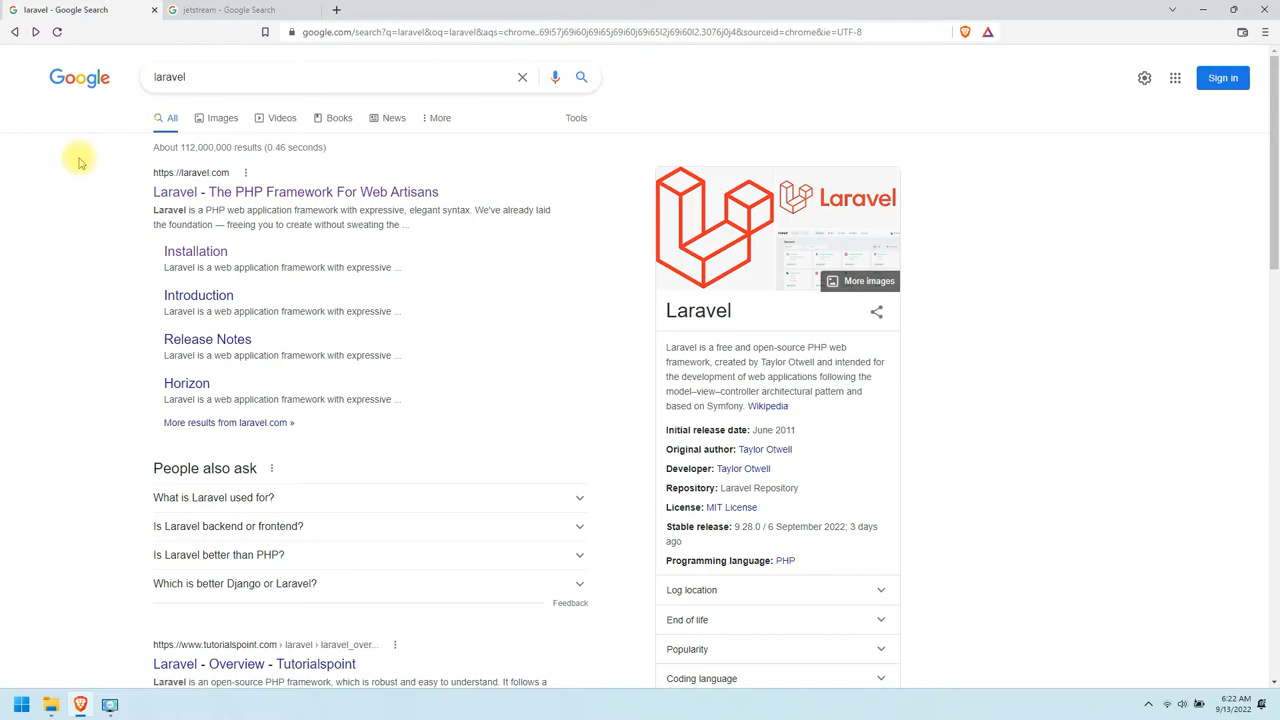 laravel - Google Search
jetstream - Google Search
google.com/search?q=laravel&oq=laravel&aqs=chrome..69i57j69i60j69i65j69i60j69i65l2j69i60l2.3076j0j4&sourceid=chrome&ie=UTF-8
Google
laravel
Sign in
All
Images
Videos
Books
News
More
Tools
About 112,000,000 results (0.46 seconds)
https://laravel.com
Laravel - The PHP Framework For Web Artisans
Laravel is a PHP web application framework with expressive, elegant syntax. We've already laid
the foundation — freeing you to create without sweating the ...
Installation
Laravel is a web application framework with expressive ...
Introduction
Laravel is a web application framework with expressive ...
Release Notes
Laravel is a web application framework with expressive ...
Horizon
Laravel is a web application framework with expressive ...
More results from laravel.com »
People also ask
What is Laravel used for?
Is Laravel backend or frontend?
Is Laravel better than PHP?
Which is better Django or Laravel?
Feedback
https://www.tutorialspoint.com › laravel › laravel_over...
Laravel - Overview - Tutorialspoint
Laravel is an open-source PHP framework, which is robust and easy to understand. It follows a
Laravel
More images
Laravel
Laravel is a free and open-source PHP web
framework, created by Taylor Otwell and intended for
the development of web applications following the
model–view–controller architectural pattern and
based on Symfony. Wikipedia
Initial release date: June 2011
Original author: Taylor Otwell
Developer: Taylor Otwell
Repository: Laravel Repository
License: MIT License
Stable release: 9.28.0 / 6 September 2022; 3 days
ago
Programming language: PHP
Log location
End of life
Popularity
Coding language
6:22 AM
9/13/2022